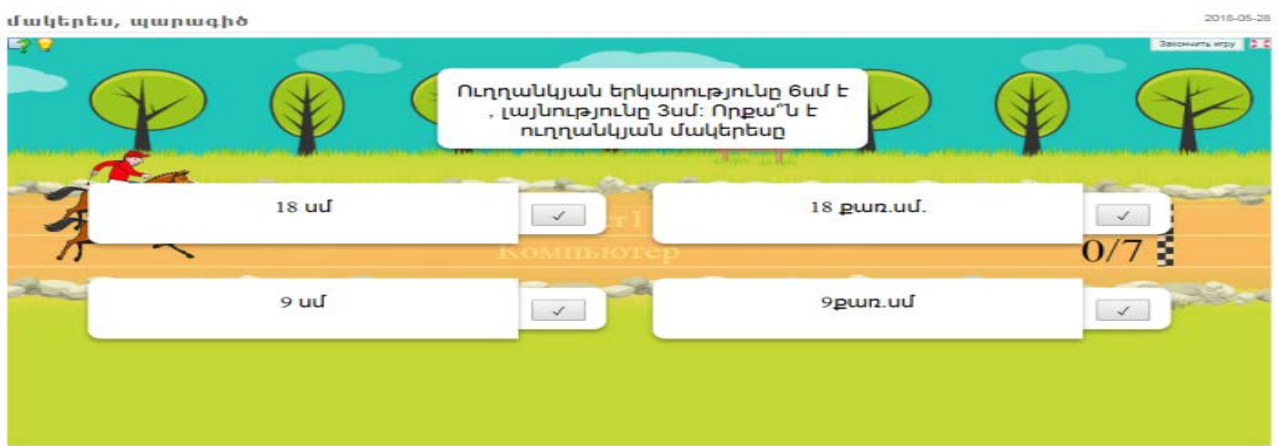 մակերես, պարագիծ
2018-05-28
Закончить игру
Ուղղանկյան երկարությունը 6սմ է
, լայնությունը 3սմ: Որքա՞ն է
ուղղանկյան մակերեսը
18 սմ
18 քառ.սմ.
Компьютер
0/7
9 սմ
9քառ.սմ